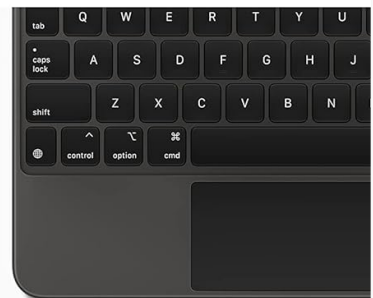 tab Q W E R T Y U
caps
lock A S D F G H J
shift Z X C V B N
^ ⌥ ⌘
control option cmd